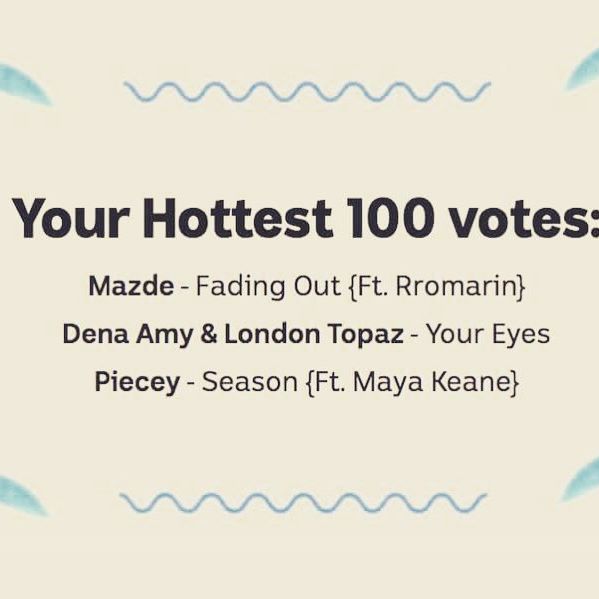 Your Hottest 100 votes:
Mazde - Fading Out {Ft. Rromarin}
Dena Amy & London Topaz - Your Eyes
Piecey - Season {Ft. Maya Keane}